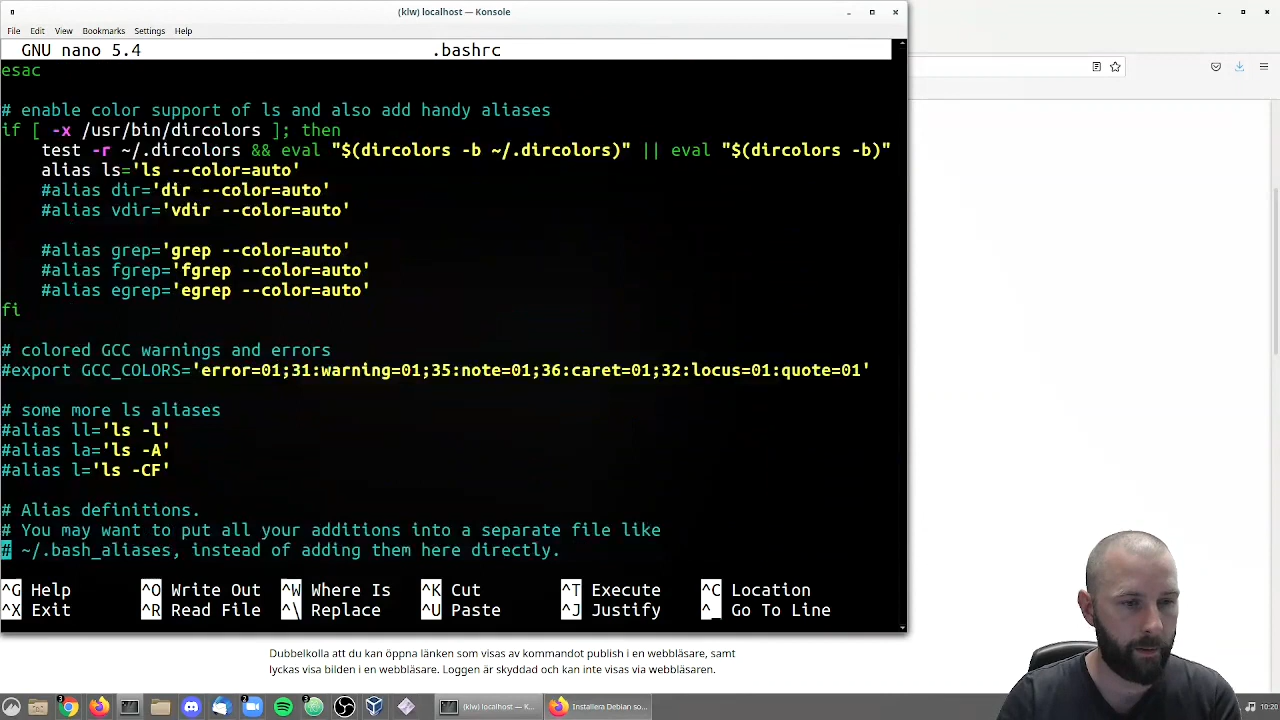 (klw) localhost — Konsole
File Edit View Bookmarks Settings Help
GNU nano 5.4 .bashrc
esac
# enable color support of ls and also add handy aliases
if [ -x /usr/bin/dircolors ]; then
test -r ~/.dircolors && eval "$(dircolors -b ~/.dircolors)" || eval "$(dircolors -b)"
alias ls='ls --color=auto'
#alias dir='dir --color=auto'
#alias vdir='vdir --color=auto'
#alias grep='grep --color=auto'
#alias fgrep='fgrep --color=auto'
#alias egrep='egrep --color=auto'
fi
# colored GCC warnings and errors
#export GCC_COLORS='error=01;31:warning=01;35:note=01;36:caret=01;32:locus=01:quote=01'
# some more ls aliases
#alias ll='ls -l'
#alias la='ls -A'
#alias l='ls -CF'
# Alias definitions.
# You may want to put all your additions into a separate file like
# ~/.bash_aliases, instead of adding them here directly.
^G Help ^O Write Out ^W Where Is ^K Cut ^T Execute ^C Location
^X Exit ^R Read File ^\ Replace ^U Paste ^J Justify ^_ Go To Line
Dubbelkolla att du kan öppna länken som visas av kommandot publish i en webbläsare, samt
lyckas visa bilden i en webbläsare. Loggen är skyddad och kan inte visas via webbläsaren.
3 3 2 1 (klw) localhost — K... Installera Debian so... 10:20